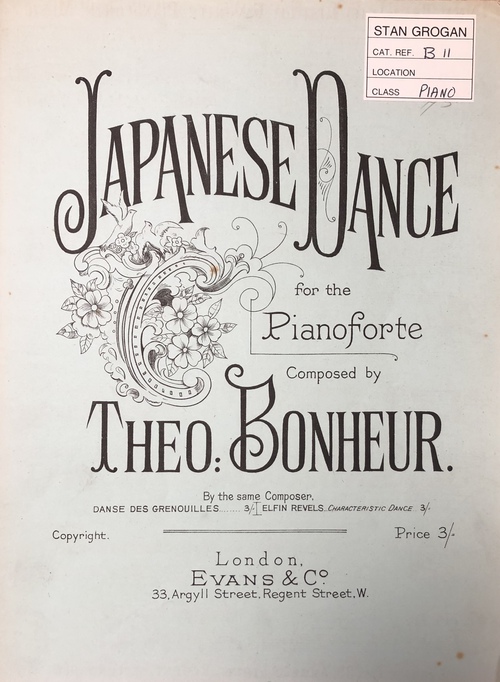 STAN GROGAN
CAT. REF. B 11
LOCATION
CLASS PIANO
JAPANESE DANCE
for the
Pianoforte
Composed by
THEO: BONHEUR.
By the same Composer,
DANSE DES GRENOUILLES........ 3/- ELFIN REVELS..CHARACTERISTIC DANCE 3/-
Copyright.
Price 3/-
London,
EVANS & Co.
33, Argyll Street, Regent Street, W.